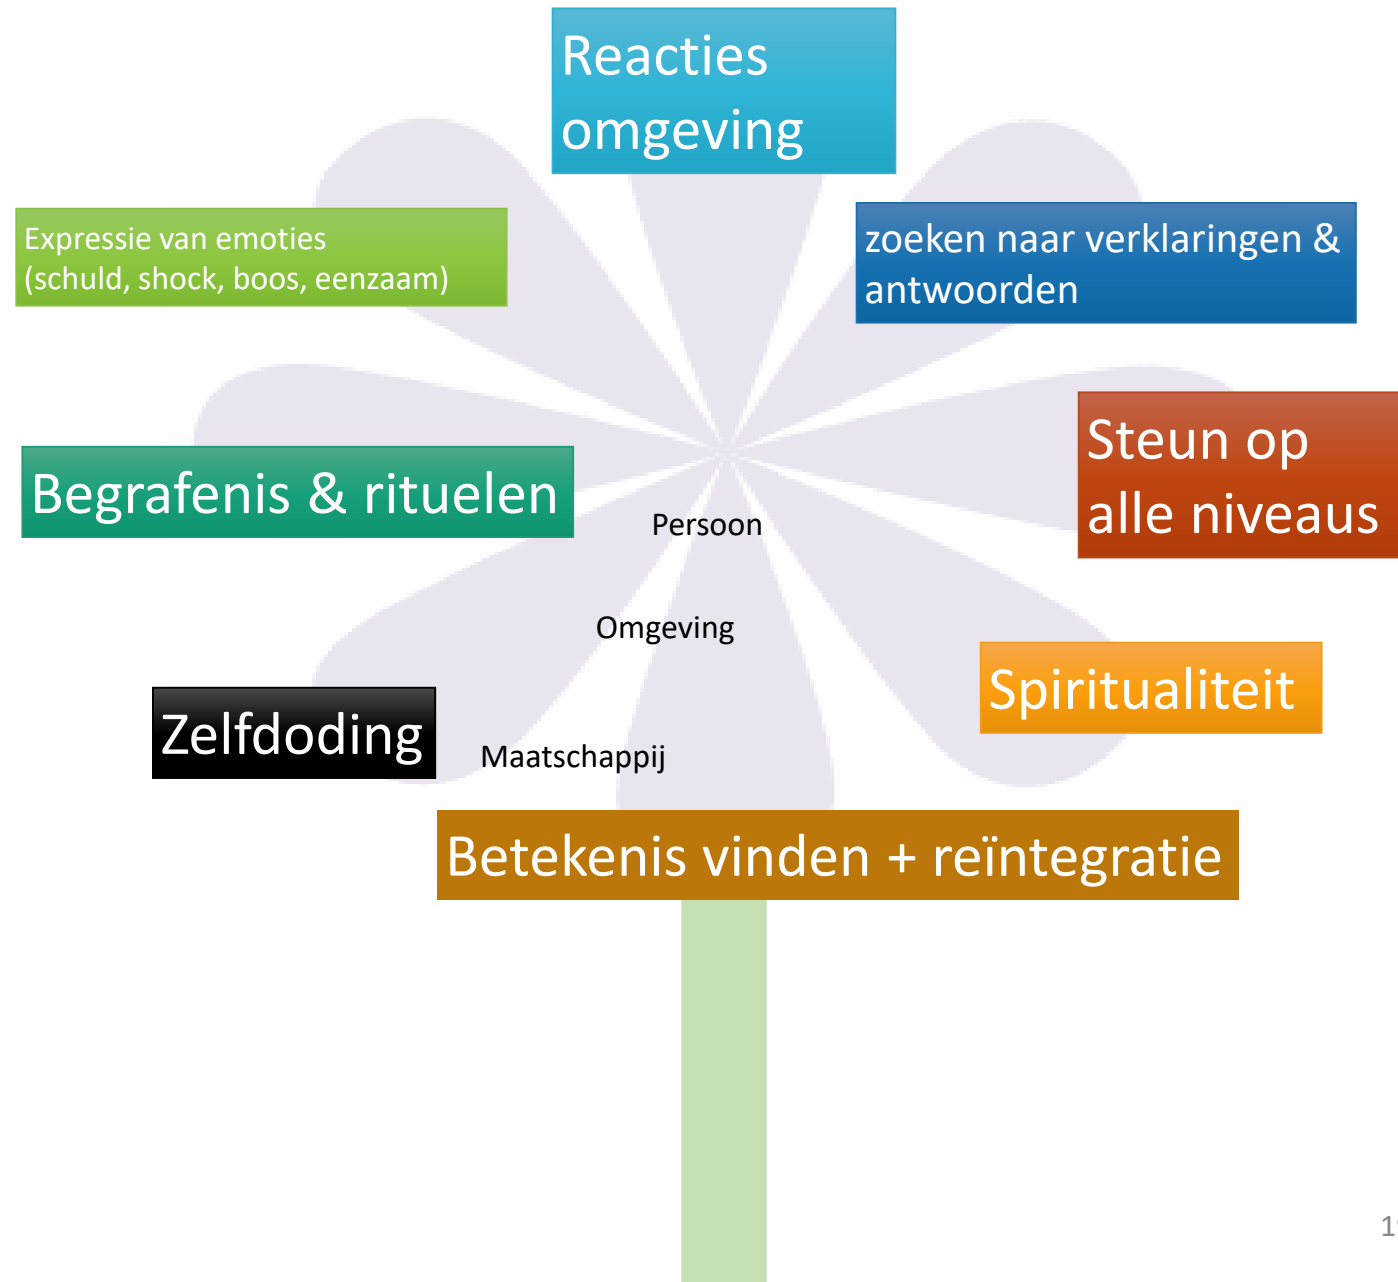 Reacties
omgeving
Expressie van emoties
(schuld, shock, boos, eenzaam)
zoeken naar verklaringen &
antwoorden
Steun op
alle niveaus
Begrafenis & rituelen
Persoon
Omgeving
Spiritualiteit
Zelfdoding
Maatschappij
Betekenis vinden + reïntegratie